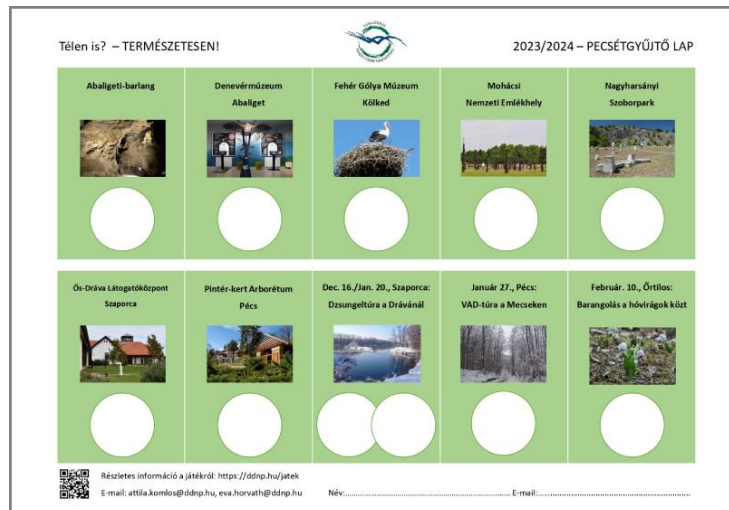 Télen is? – TERMÉSZETESEN!
2023/2024 – PECSÉTGYŰJTŐ LAP
Abaligeti-barlang
Denevérmúzeum
Abaliget
Fehér Gólya Múzeum
Kölked
Mohácsi
Nemzeti Emlékhely
Nagyharsányi
Szoborpark
Ős-Dráva Látogatóközpont
Szaporca
Pintér-kert Arborétum
Pécs
Dec. 16./Jan. 20., Szaporca:
Dzsungeltúra a Drávánál
Január 27., Pécs:
VAD-túra a Mecseken
Február. 10., Őrtilos:
Barangolás a hóvirágok közt
Részletes információ a játékról: https://ddnp.hu/jatek
E-mail: attila.komlos@ddnp.hu, eva.horvath@ddnp.hu
Név:
E-mail: